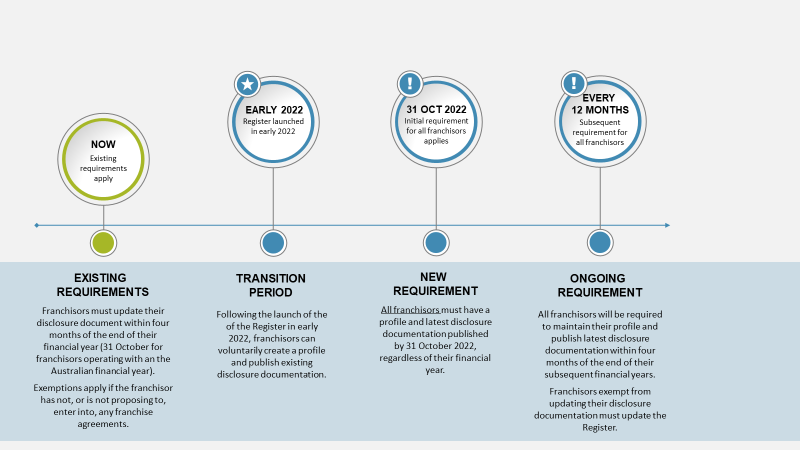 NOW
Existing
requirements
apply
EARLY 2022
Register launched
in early 2022
31 OCT 2022
Initial requirement
for all franchisors
applies
EVERY
12 MONTHS
Subsequent
requirement for
all franchisors
EXISTING
REQUIREMENTS
Franchisors must update their
disclosure document within four
months of the end of their
financial year (31 October for
franchisors operating with an the
Australian financial year).
Exemptions apply if the franchisor
has not, or is not proposing to,
enter into, any franchise
agreements.
TRANSITION
PERIOD
Following the launch of the
of the Register in early
2022, franchisors can
voluntarily create a profile
and publish existing
disclosure documentation.
NEW
REQUIREMENT
All franchisors must have a
profile and latest disclosure
documentation published
by 31 October 2022,
regardless of their financial
year.
ONGOING
REQUIREMENT
All franchisors will be required
to maintain their profile and
publish latest disclosure
documentation within four
months of the end of their
subsequent financial years.
Franchisors exempt from
updating their disclosure
documentation must update the
Register.